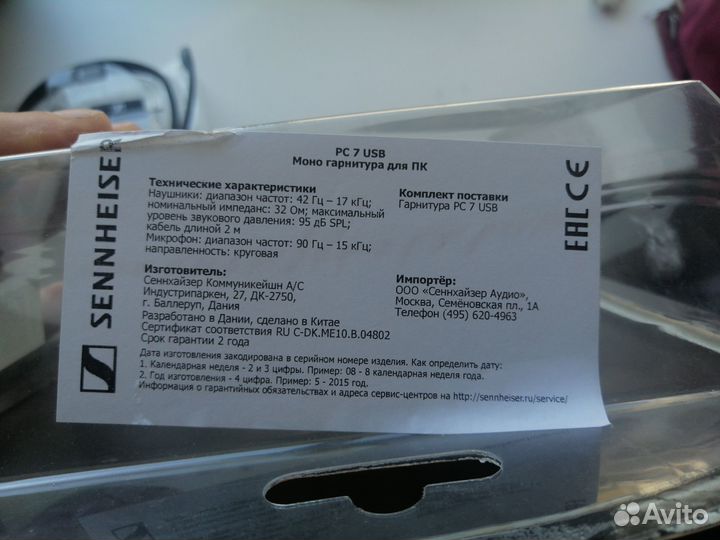 PC 7 USB
Моно гарнитура для ПК
Технические характеристики
Наушники: диапазон частот: 42 Гц – 17 кГц;
номинальный импеданс: 32 Ом; максимальный
уровень звукового давления: 95 дБ SPL;
кабель длиной 2 м
Микрофон: диапазон частот: 90 Гц – 15 кГц;
направленность: круговая
Комплект поставки
Гарнитура PC 7 USB
Изготовитель:
Сеннхайзер Коммуникейшн А/С
Индустрипаркен, 27, ДК-2750,
г. Баллеруп, Дания
Разработано в Дании, сделано в Китае
Сертификат соответствия RU C-DK.ME10.B.04802
Срок гарантии 2 года
Импортёр:
ООО «Сеннхайзер Аудио»,
Москва, Семёновская пл., 1А
Телефон (495) 620-4963
Дата изготовления закодирована в серийном номере изделия. Как определить дату:
1. Календарная неделя - 2 и 3 цифры. Пример: 08 - 8 календарная неделя года.
2. Год изготовления - 4 цифра. Пример: 5 - 2015 год.
Информация о гарантийных обязательствах и адреса сервис-центров на http://sennheiser.ru/service/
SENNHEISER
EAC CE
Avito